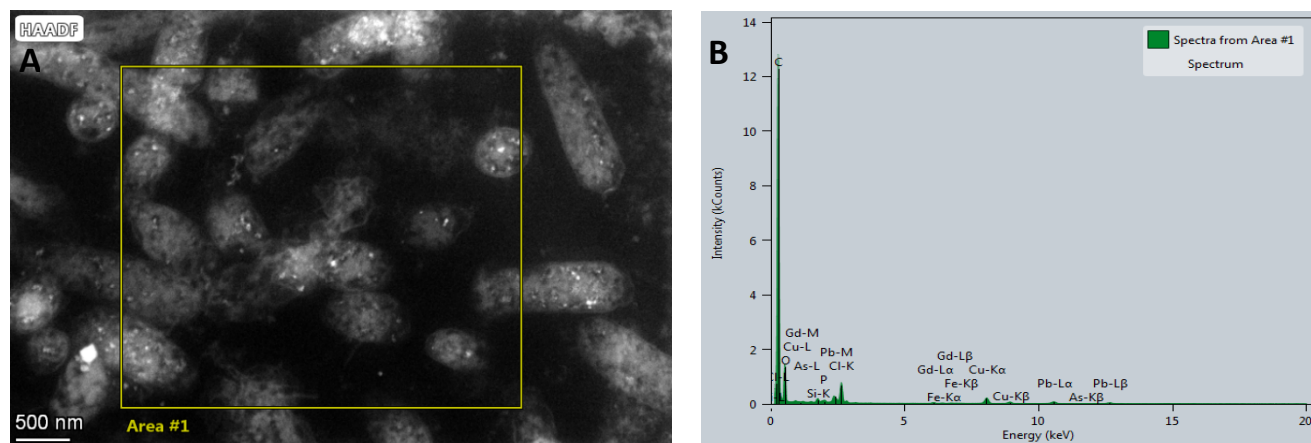 HAADF
A
500 nm
Area #1
B
14
12
10
8
6
4
2
0
Intensity (kCounts)
Spectra from Area #1
Spectrum
C
Gd-M
Cu-L
O
As-L
Pb-M
Cl-K
P
Si-K
Gd-Lβ
Gd-Lα
Cu-Kα
Fe-Kβ
Fe-Kα
Cu-Kβ
Pb-Lα
Pb-Lβ
As-Kβ
0
5
10
15
20
Energy (keV)